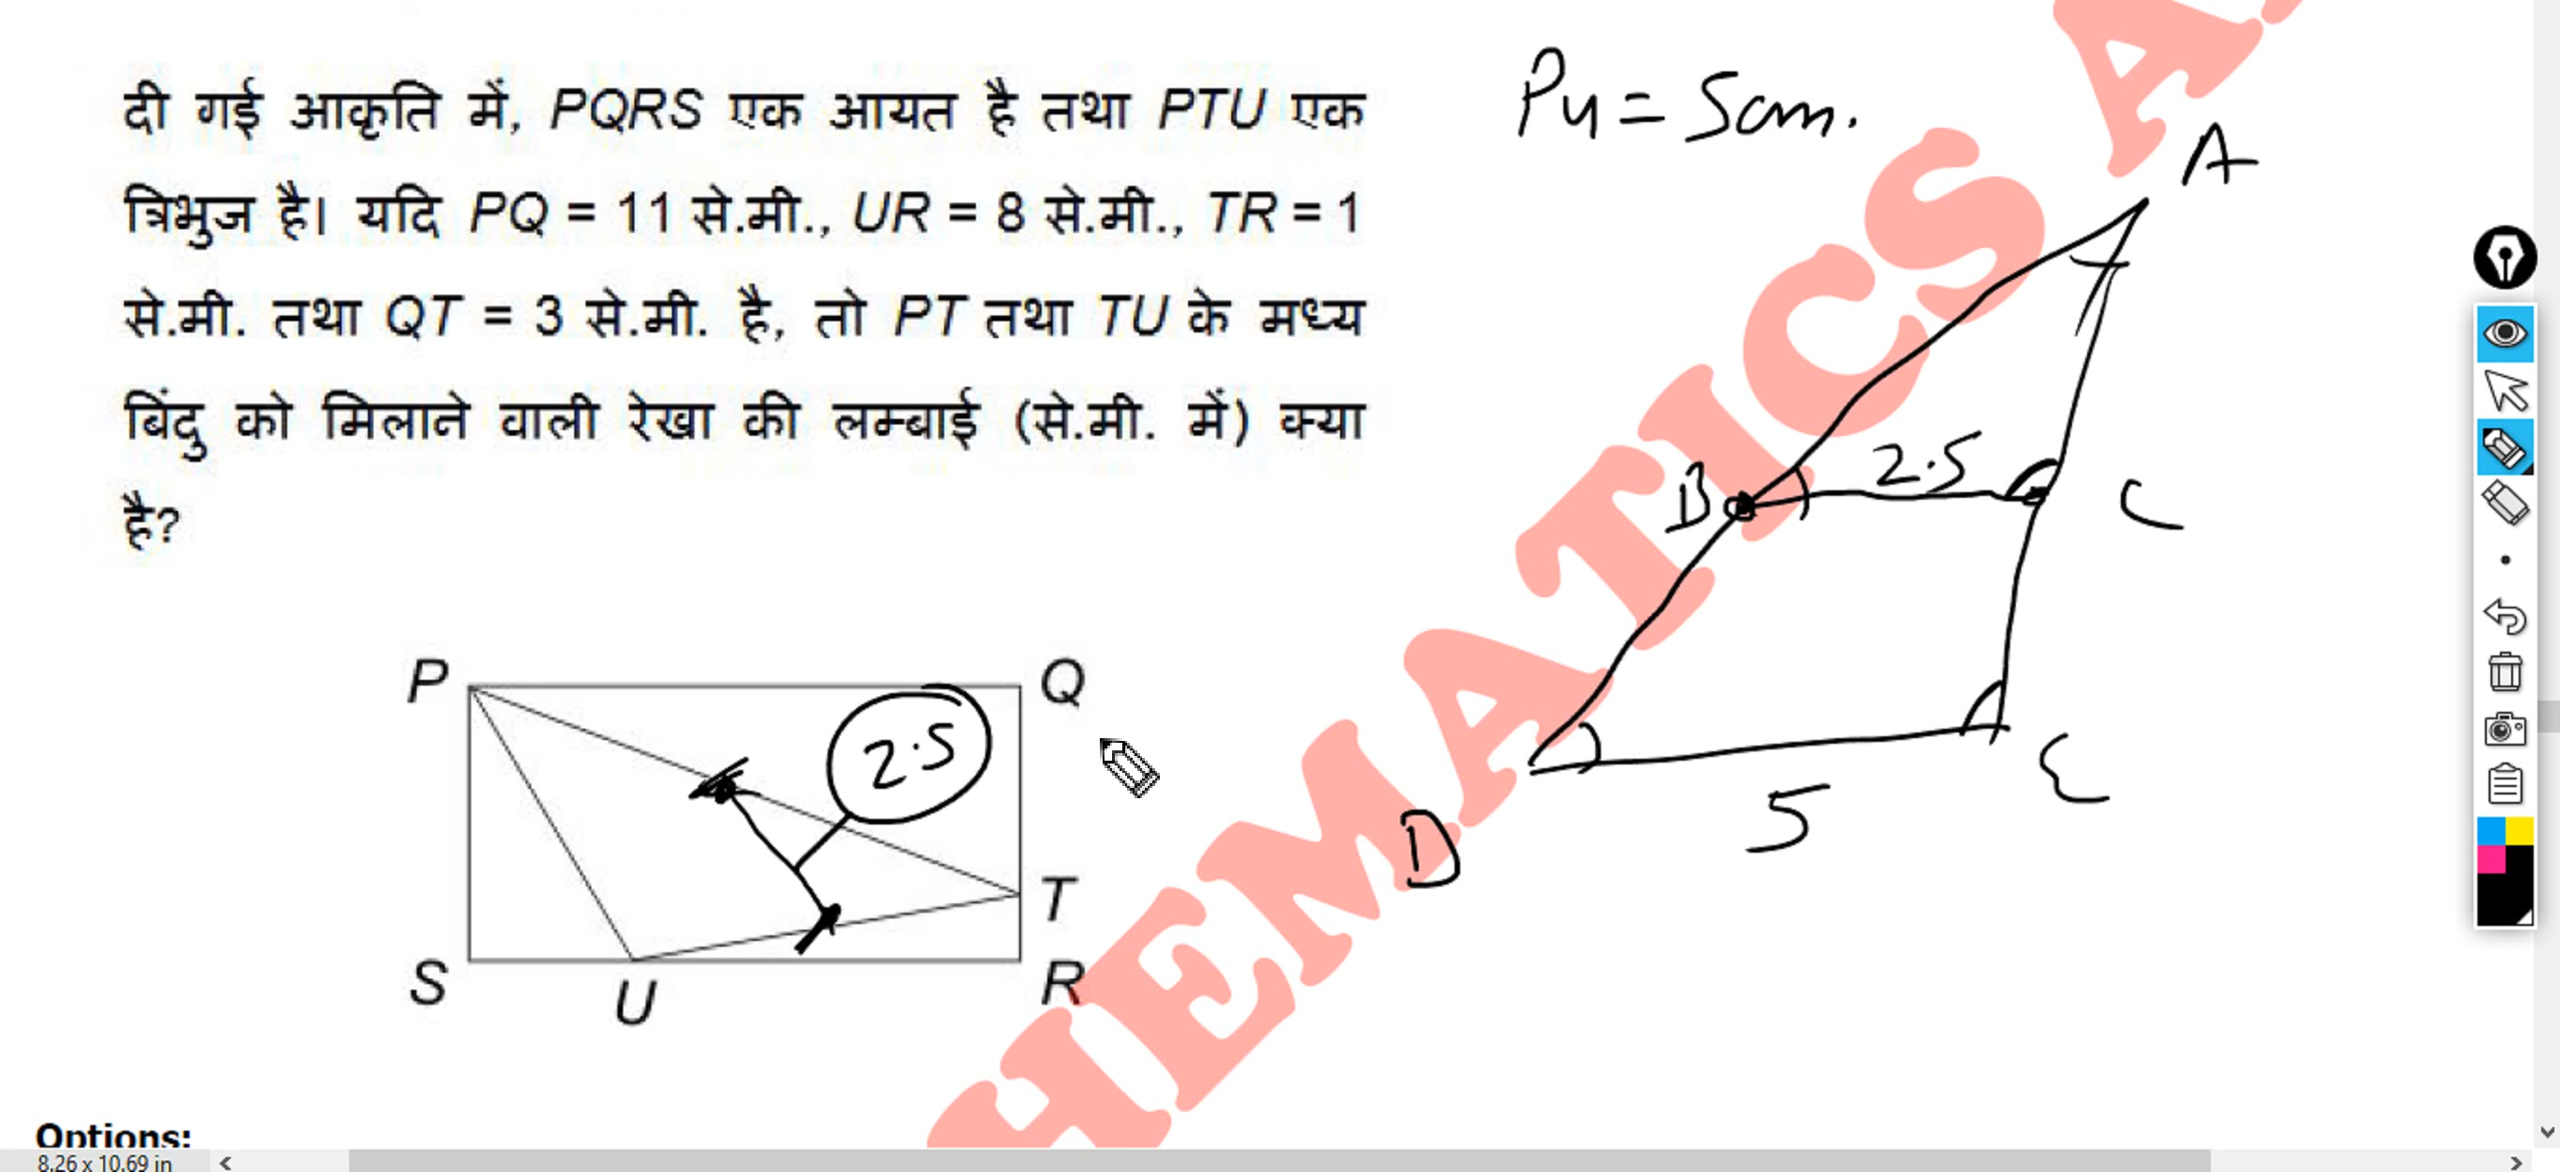 दी गई आकृति में, PQRS एक आयत है तथा PTU एक
त्रिभुज है। यदि PQ = 11 से.मी., UR = 8 से.मी., TR = 1
से.मी. तथा QT = 3 से.मी. है, तो PT तथा TU के मध्य
बिंदु को मिलाने वाली रेखा की लम्बाई (से.मी. में) क्या
है?
Pu = 5cm.
A
B
2.5
C
D
5
E
P
Q
2.5
T
S
U
R
HEMATICS A
Options:
8.26 x 10.69 in